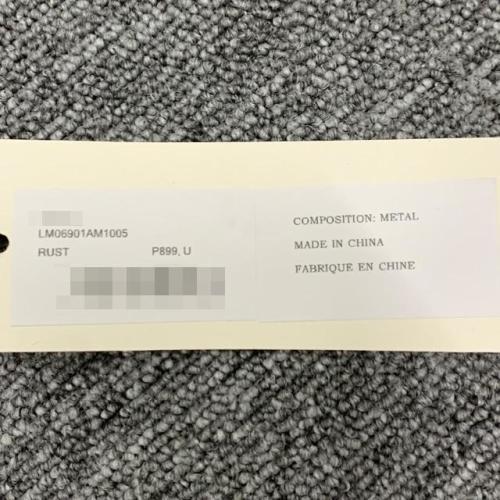 LM06901AM1005
RUST P899, U
COMPOSITION: METAL
MADE IN CHINA
FABRIQUE EN CHINE